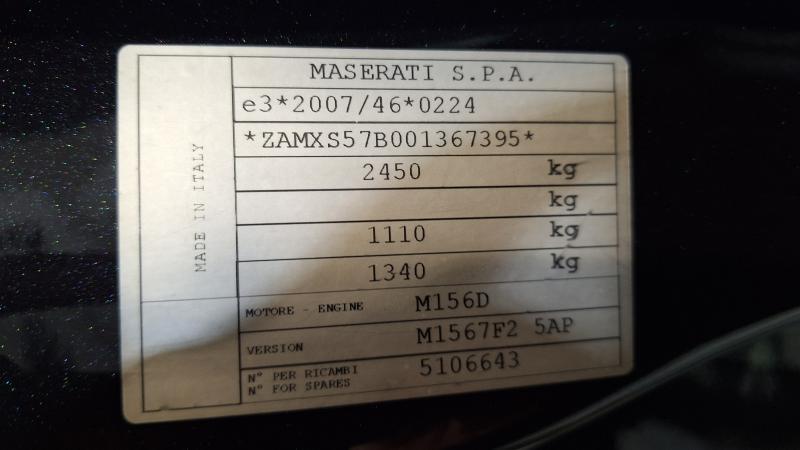 MASERATI S.P.A.
e3*2007/46*0224
*ZAMXS57B001367395*
2450 kg
kg
1110 kg
1340 kg
MOTORE - ENGINE M156D
VERSION M1567F2 5AP
N° PER RICAMBI
N° FOR SPARES
5106643
MADE IN ITALY